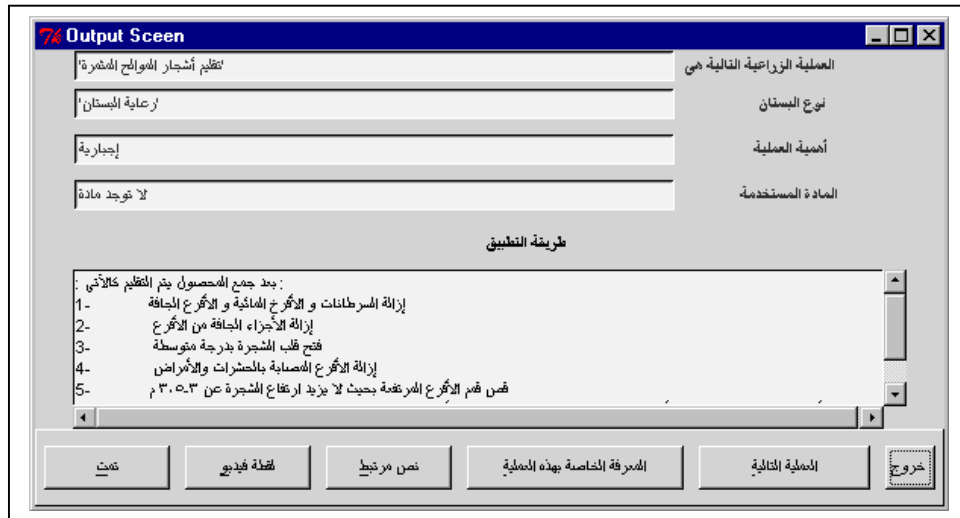 Output Sceen
العملية الزراعية التالية هي 'تقليم أشجار الموالح المثمرة'
نوع البستان 'رعاية البستان'
أهمية العملية إجبارية
المادة المستخدمة لا توجد مادة
طريقة التطبيق
: بعد جمع المحصول يتم التقليم كالآتي :
1- إزالة السرطانات و الأفرخ المائية و الأفرع الجافة
2- إزالة الأجزاء الجافة من الأفرع
3- فتح قلب الشجرة بدرجة متوسطة
4- إزالة الأفرع المصابة بالحشرات والأمراض
5- قص قمم الأفرع المرتفعة بحيث لا يزيد ارتفاع الشجرة عن ٣-٣،٥ م
خروج العملية التالية المعرفة الخاصة بهذه العملية نص مرتبط لقطة فيديو تمت